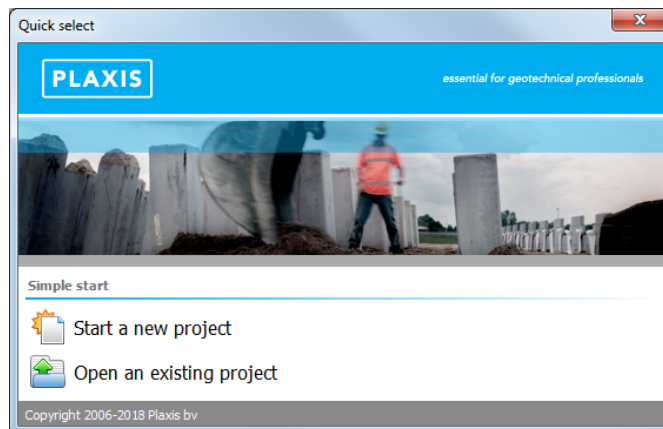 Quick select
PLAXIS
essential for geotechnical professionals
Simple start
Start a new project
Open an existing project
Copyright 2006-2018 Plaxis bv